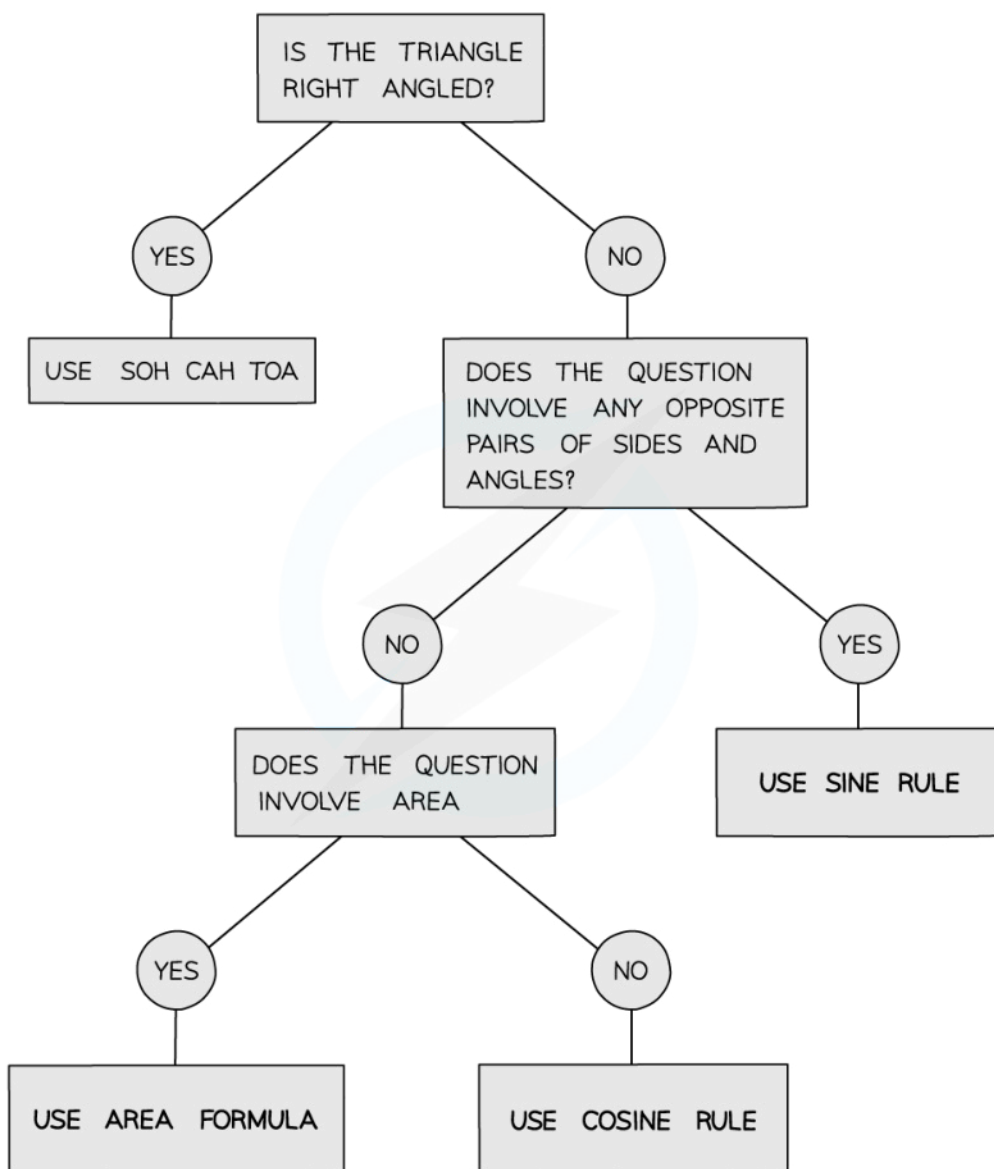 IS THE TRIANGLE
RIGHT ANGLED?
YES
NO
USE SOH CAH TOA
DOES THE QUESTION
INVOLVE ANY OPPOSITE
PAIRS OF SIDES AND
ANGLES?
NO
YES
DOES THE QUESTION
INVOLVE AREA
USE SINE RULE
YES
NO
USE AREA FORMULA
USE COSINE RULE